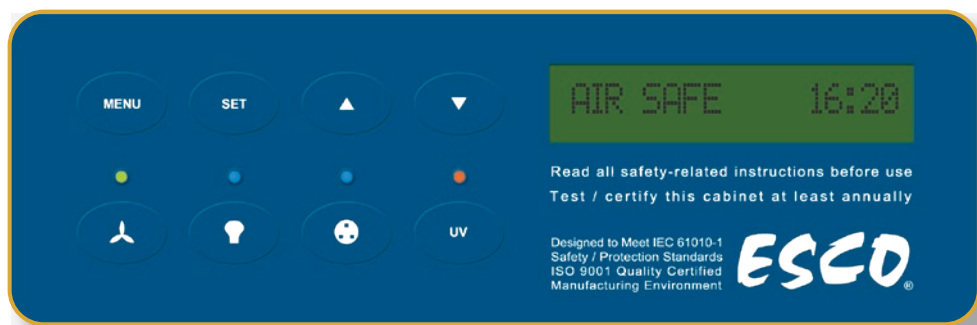 MENU SET ▲ ▼
UV
AIR SAFE 16:20
Read all safety-related instructions before use
Test / certify this cabinet at least annually
Designed to Meet IEC 61010-1
Safety / Protection Standards
ISO 9001 Quality Certified
Manufacturing Environment
ESCO®